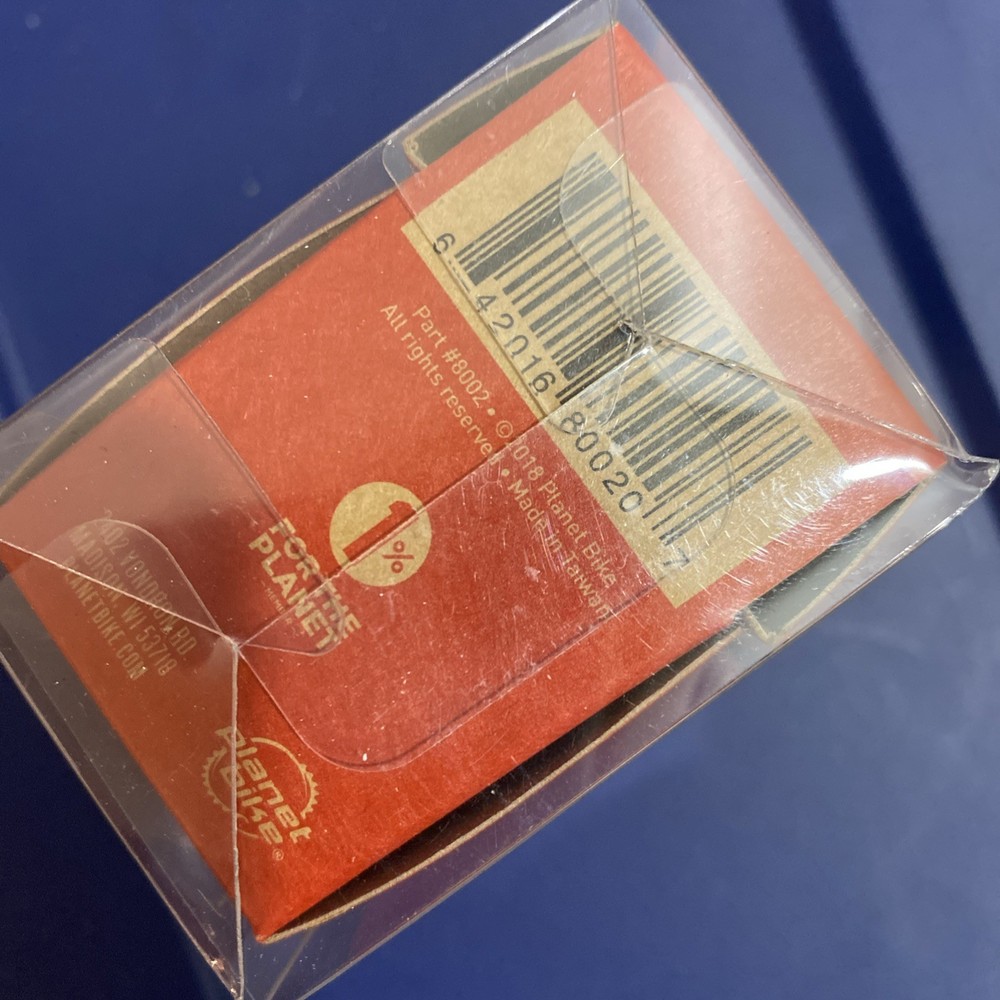 6 42016 80020 7
Part #8002 • © 2018 Planet Bike
All rights reserved • Made in Taiwan
1%
FOR THE
PLANET
MADISON, WI 53719
PLANETBIKE.COM
planet
bike®